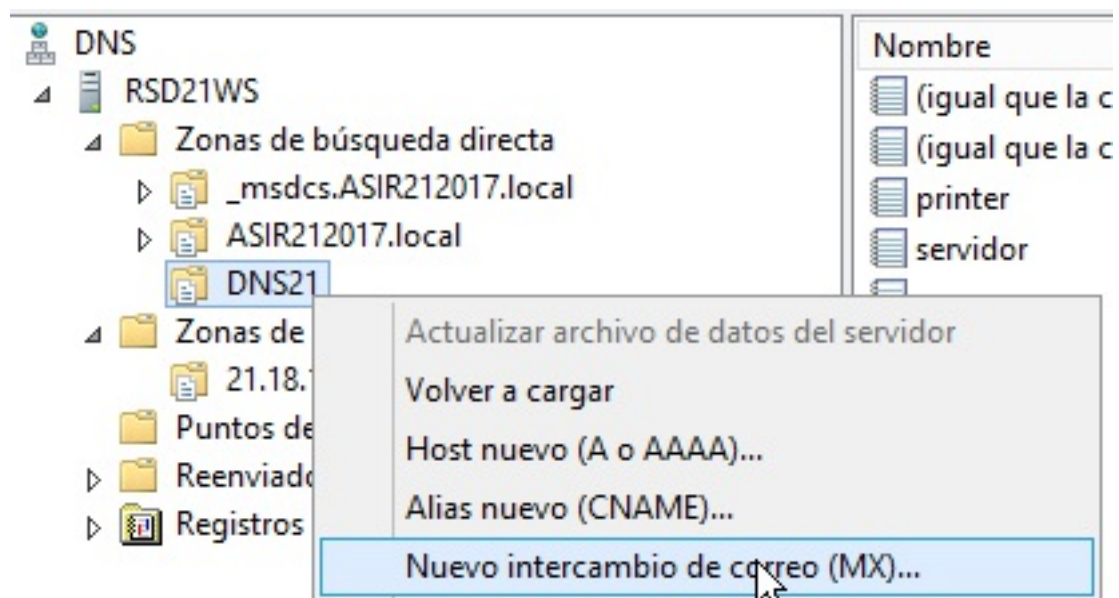 DNS
RSD21WS
Zonas de búsqueda directa
_msdcs.ASIR212017.local
ASIR212017.local
DNS21
Zonas de
21.18.
Puntos de
Reenviado
Registros
Nombre
(igual que la c
(igual que la c
printer
servidor
Actualizar archivo de datos del servidor
Volver a cargar
Host nuevo (A o AAAA)...
Alias nuevo (CNAME)...
Nuevo intercambio de correo (MX)...